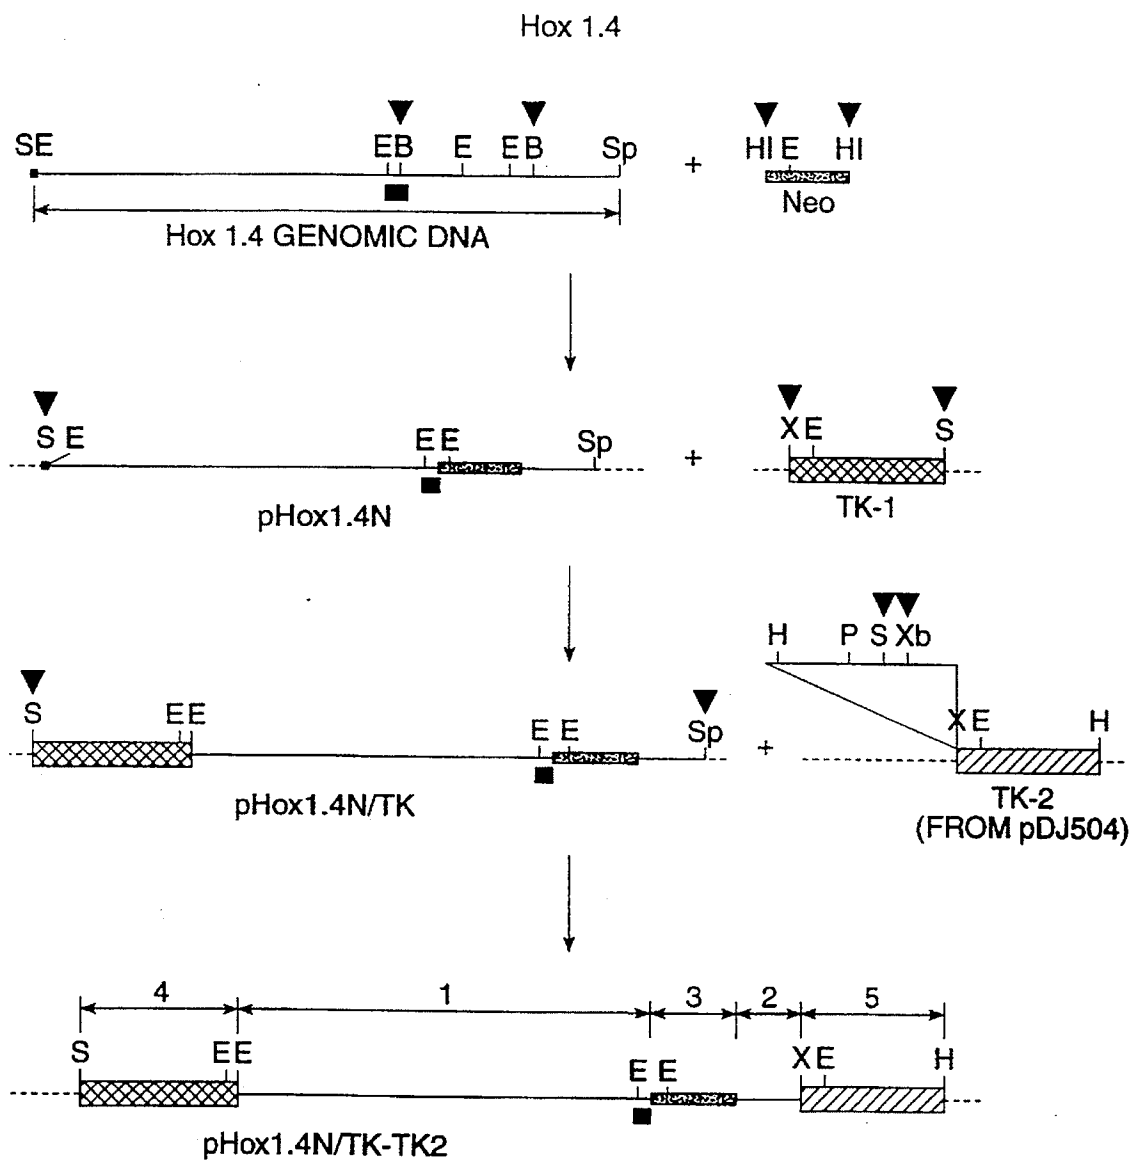 Hox 1.4
SE EB E EB Sp + HI E HI
Neo
Hox 1.4 GENOMIC DNA
S E E E Sp + X E S
pHox1.4N
TK-1
H P S Xb
S E E E E Sp + X E H
pHox1.4N/TK
TK-2
(FROM pDJ504)
4 1 3 2 5
S E E E E X E H
pHox1.4N/TK-TK2